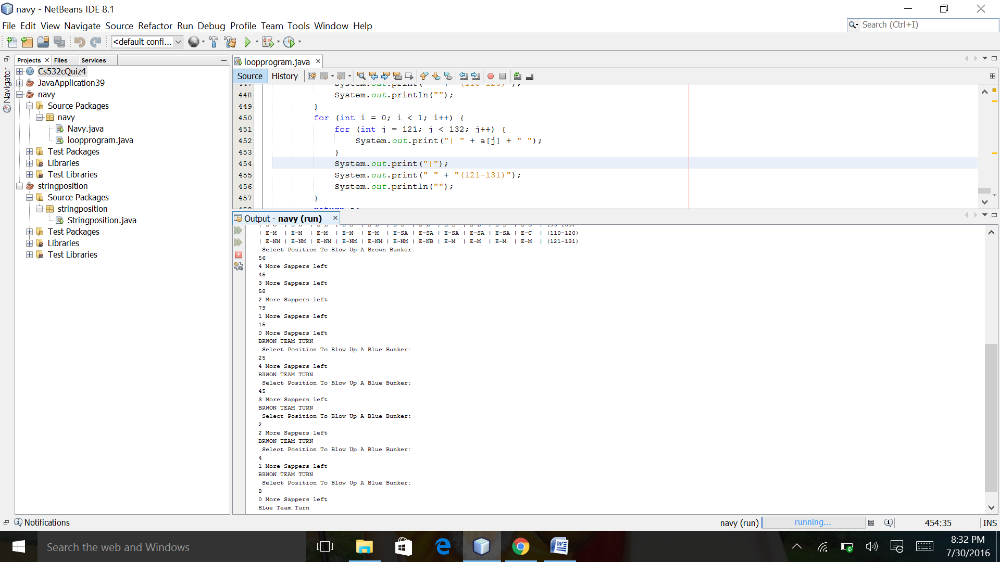 navy - NetBeans IDE 8.1
File Edit View Navigate Source Refactor Run Debug Profile Team Tools Window Help
Search (Ctrl+I)
<default confi...
Navigator
Projects Files Services
Cs532cQuiz4
JavaApplication39
navy
Source Packages
navy
Navy.java
loopprogram.java
Test Packages
Libraries
Test Libraries
stringposition
Source Packages
stringposition
Stringposition.java
Test Packages
Libraries
Test Libraries
loopprogram.java
Source History
448 System.out.println("");
449 }
450 for (int i = 0; i < 1; i++) {
451 for (int j = 121; j < 132; j++) {
452 System.out.print("| " + a[j] + " ");
453 }
454 System.out.print("|");
455 System.out.print(" " + "(121-131)");
456 System.out.println("");
457 }
Output - navy (run)
| E-M | E-M | E-M | E-M | E-M | E-SA | E-SA | E-SA | E-SA | E-SA | E-C | (110-120)
| E-NM | E-NM | E-NM | E-NM | E-NM | E-NM | E-NB | E-M | E-M | E-M | E-M | (121-131)
Select Position To Blow Up A Brown Bunker:
56
4 More Sappers left
45
3 More Sappers left
58
2 More Sappers left
79
1 More Sappers left
15
0 More Sappers left
BRWON TEAM TURN
Select Position To Blow Up A Blue Bunker:
25
4 More Sappers left
BRWON TEAM TURN
Select Position To Blow Up A Blue Bunker:
45
3 More Sappers left
BRWON TEAM TURN
Select Position To Blow Up A Blue Bunker:
2
2 More Sappers left
BRWON TEAM TURN
Select Position To Blow Up A Blue Bunker:
4
1 More Sappers left
BRWON TEAM TURN
Select Position To Blow Up A Blue Bunker:
8
0 More Sappers left
BLue Team Turn
Notifications
navy (run) running... 454:35 INS
Search the web and Windows
8:32 PM
7/30/2016